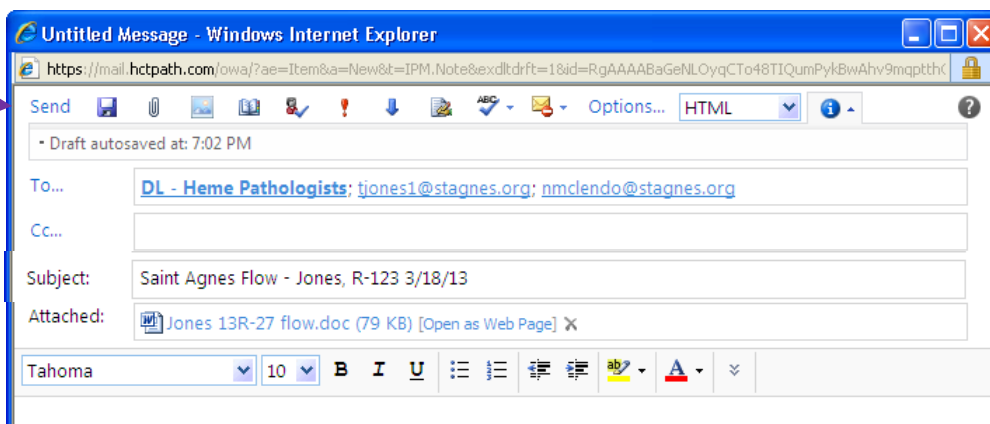 Untitled Message - Windows Internet Explorer
https://mail.hctpath.com/owa/?ae=Item&a=New&t=IPM.Note&exdltdrft=1&id=RgAAAABaGeNLOyqCTo48TIQumPykBwAhv9mqptth(
Send ABC Options... HTML
• Draft autosaved at: 7:02 PM
To... DL - Heme Pathologists; tjones1@stagnes.org; nmclendo@stagnes.org
Cc...
Subject: Saint Agnes Flow - Jones, R-123 3/18/13
Attached: Jones 13R-27 flow.doc (79 KB) [Open as Web Page]
Tahoma 10 B I U ab A